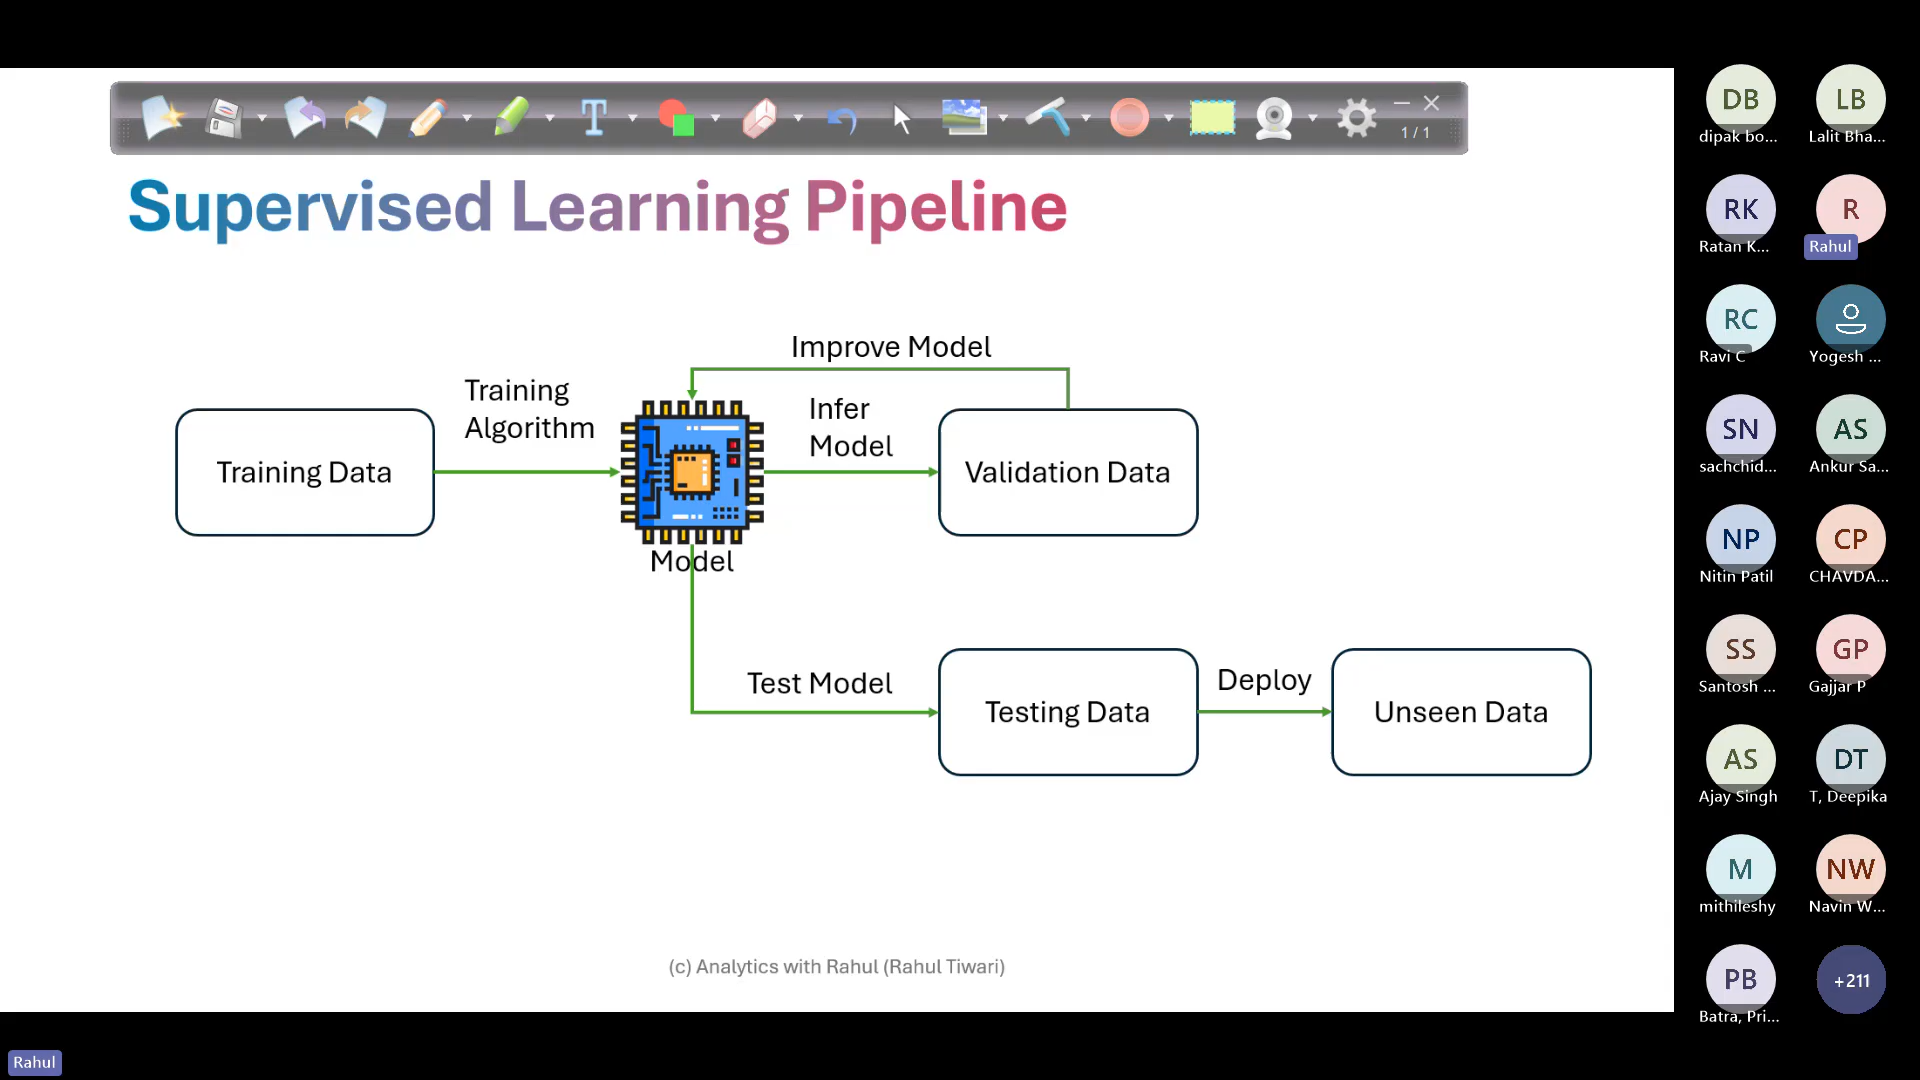 1 / 1
Supervised Learning Pipeline
Improve Model
Training
Algorithm
Infer
Model
Training Data
Validation Data
Model
Test Model
Deploy
Testing Data
Unseen Data
(c) Analytics with Rahul (Rahul Tiwari)
DB
LB
dipak bo...
Lalit Bha...
RK
R
Ratan K...
Rahul
RC
Ravi C
Yogesh ...
SN
AS
sachchid...
Ankur Sa...
NP
CP
Nitin Patil
CHAVDA...
SS
GP
Santosh ...
Gajjar P
AS
DT
Ajay Singh
T, Deepika
M
NW
mithileshy
Navin W...
PB
+211
Batra, Pri...
Rahul